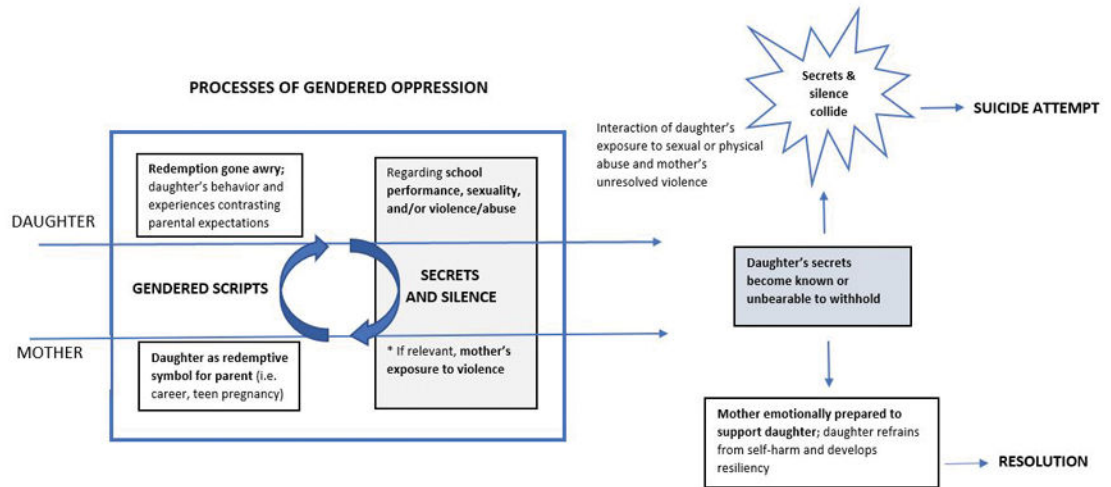 PROCESSES OF GENDERED OPPRESSION
DAUGHTER
MOTHER
Redemption gone awry;
daughter's behavior and
experiences contrasting
parental expectations
GENDERED SCRIPTS
Daughter as redemptive
symbol for parent (i.e.
career, teen pregnancy)
Regarding school
performance, sexuality,
and/or violence/abuse
SECRETS
AND SILENCE
* If relevant, mother's
exposure to violence
Interaction of daughter's
exposure to sexual or physical
abuse and mother's
unresolved violence
Secrets &
silence
collide
SUICIDE ATTEMPT
Daughter's secrets
become known or
unbearable to withhold
Mother emotionally prepared to
support daughter; daughter refrains
from self-harm and develops
resiliency
RESOLUTION